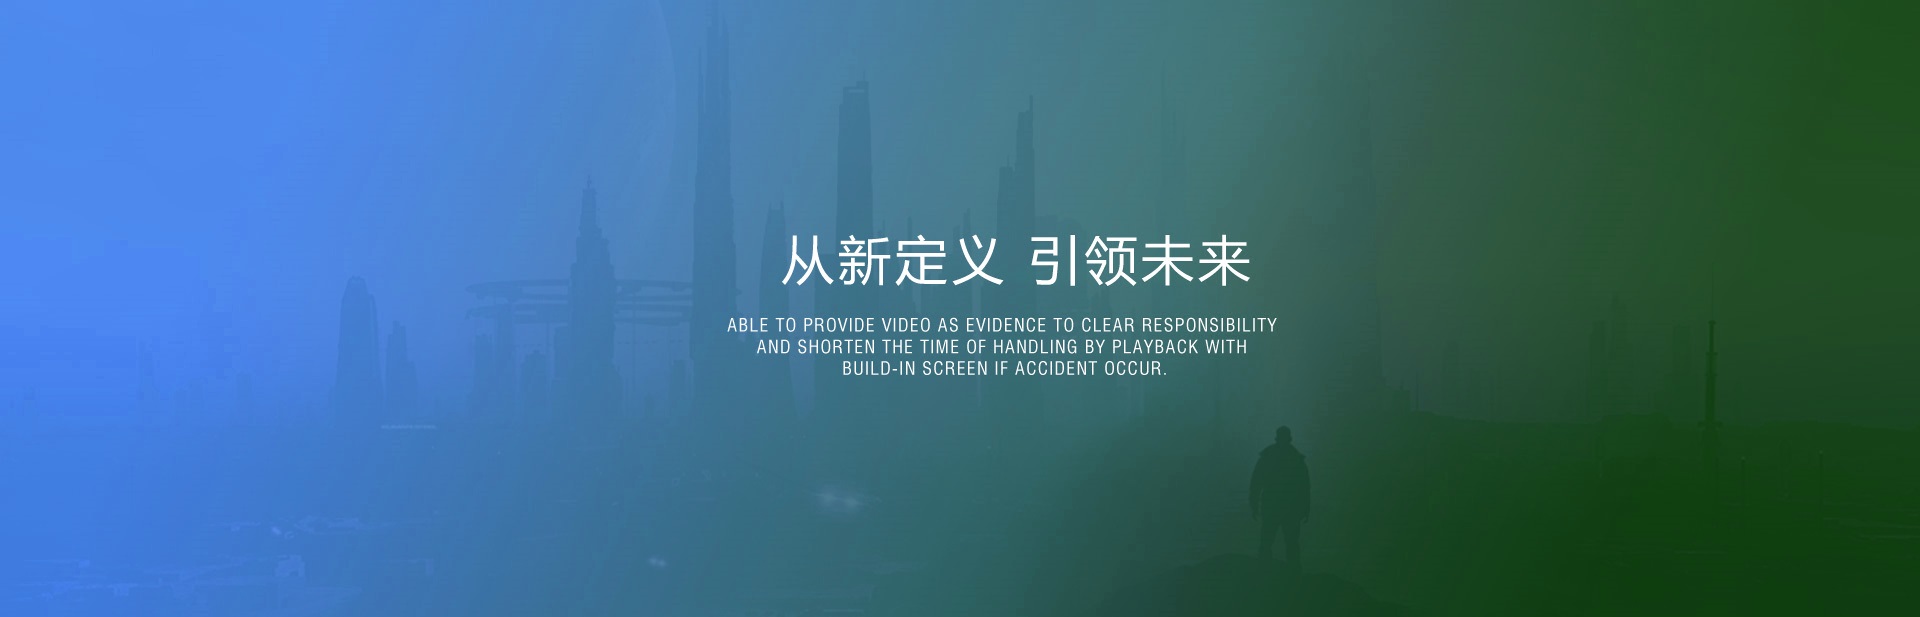 从新定义 引领未来
ABLE TO PROVIDE VIDEO AS EVIDENCE TO CLEAR RESPONSIBILITY
AND SHORTEN THE TIME OF HANDLING BY PLAYBACK WITH
BUILD-IN SCREEN IF ACCIDENT OCCUR.